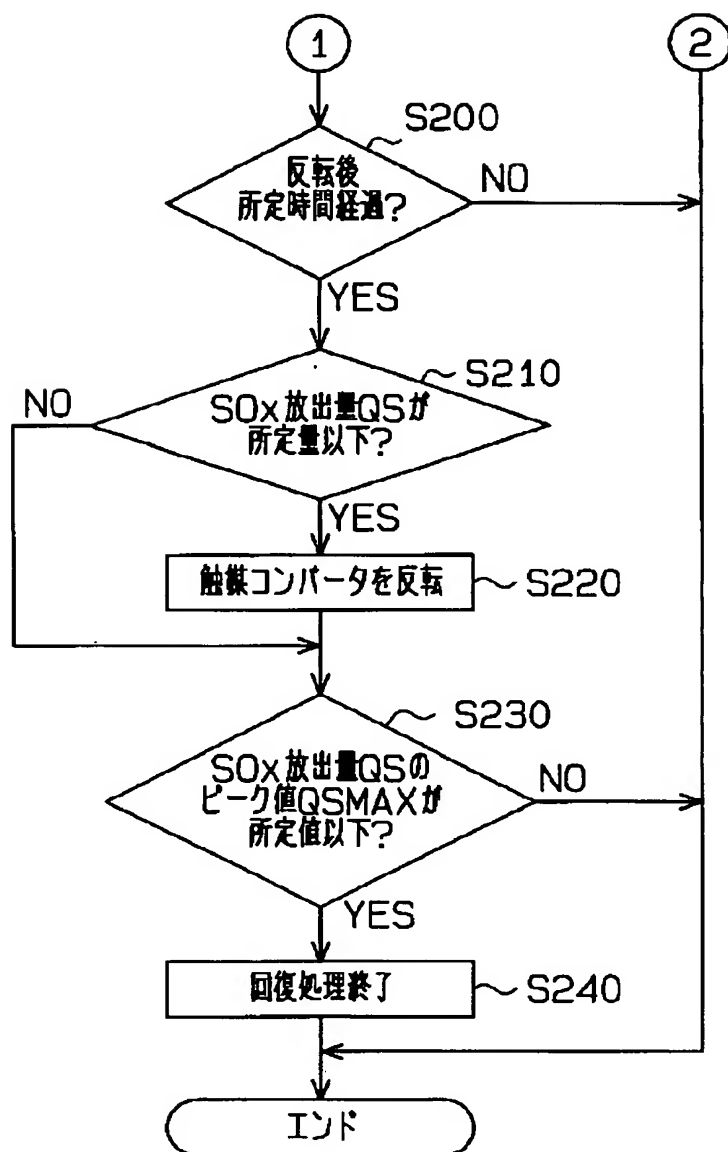 1
2
S200
反転後
所定時間経過?
NO
YES
S210
NO
SOx放出量QSが
所定量以下?
YES
触媒コンバータを反転
S220
S230
SOx放出量QSの
ピーク値QSMAXが
所定値以下?
NO
YES
回復処理終了
S240
エンド